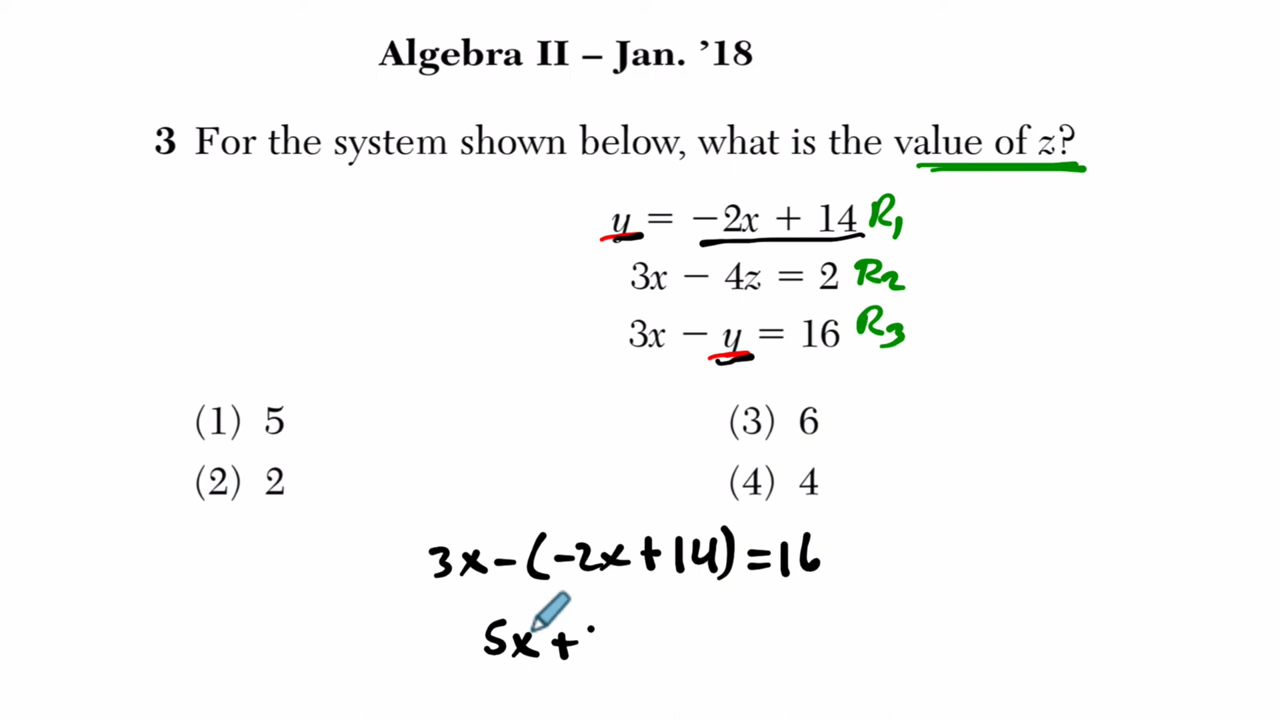 Algebra II – Jan. ’18
3 For the system shown below, what is the value of z?
y = −2x + 14 R1
3x − 4z = 2 R2
3x − y = 16 R3
(1) 5 (3) 6
(2) 2 (4) 4
3x-(-2x+14)=16
5x+